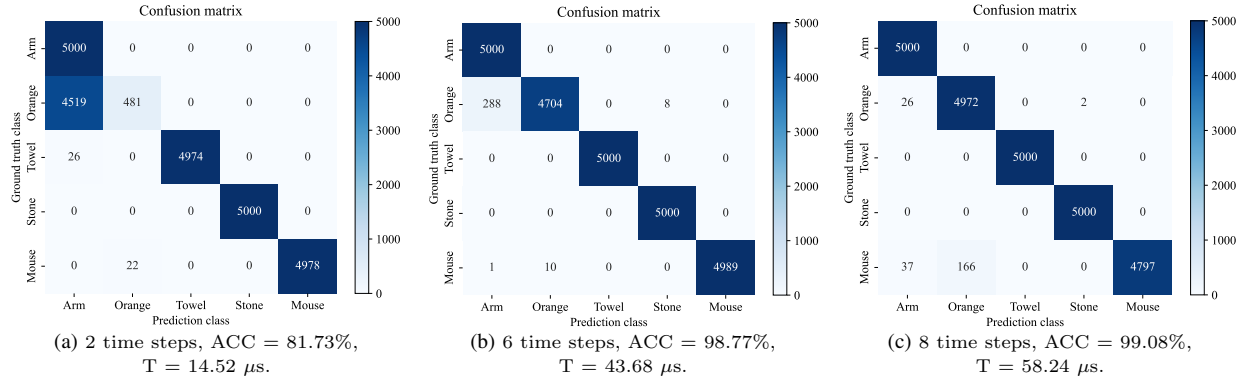 Confusion matrix
Ground truth class
Arm 5000 0 0 0 0
Orange 4519 481 0 0 0
Towel 26 0 4974 0 0
Stone 0 0 0 5000 0
Mouse 0 22 0 0 4978
Arm Orange Towel Stone Mouse
Prediction class
5000
4000
3000
2000
1000
0
(a) 2 time steps, ACC = 81.73%,
T = 14.52 μs.
Confusion matrix
Ground truth class
Arm 5000 0 0 0 0
Orange 288 4704 0 8 0
Towel 0 0 5000 0 0
Stone 0 0 0 5000 0
Mouse 1 10 0 0 4989
Arm Orange Towel Stone Mouse
Prediction class
5000
4000
3000
2000
1000
0
(b) 6 time steps, ACC = 98.77%,
T = 43.68 μs.
Confusion matrix
Ground truth class
Arm 5000 0 0 0 0
Orange 26 4972 0 2 0
Towel 0 0 5000 0 0
Stone 0 0 0 5000 0
Mouse 37 166 0 0 4797
Arm Orange Towel Stone Mouse
Prediction class
5000
4000
3000
2000
1000
0
(c) 8 time steps, ACC = 99.08%,
T = 58.24 μs.